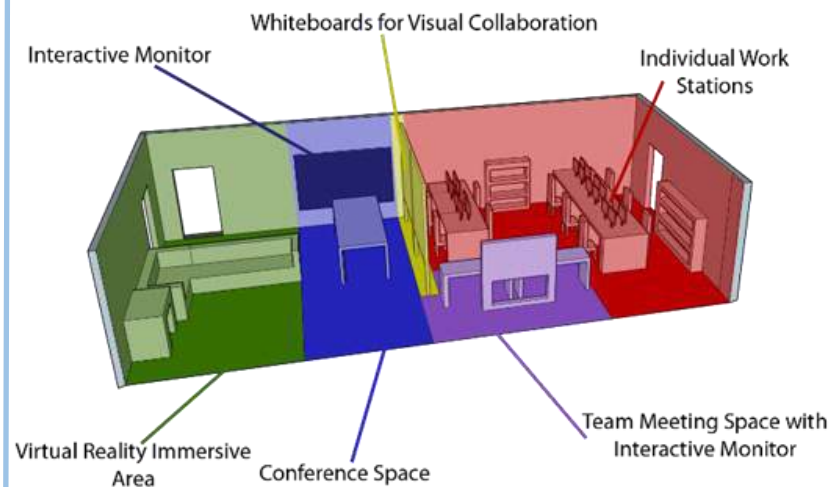 Whiteboards for Visual Collaboration
Interactive Monitor
Individual Work
Stations
Virtual Reality Immersive
Area
Conference Space
Team Meeting Space with
Interactive Monitor